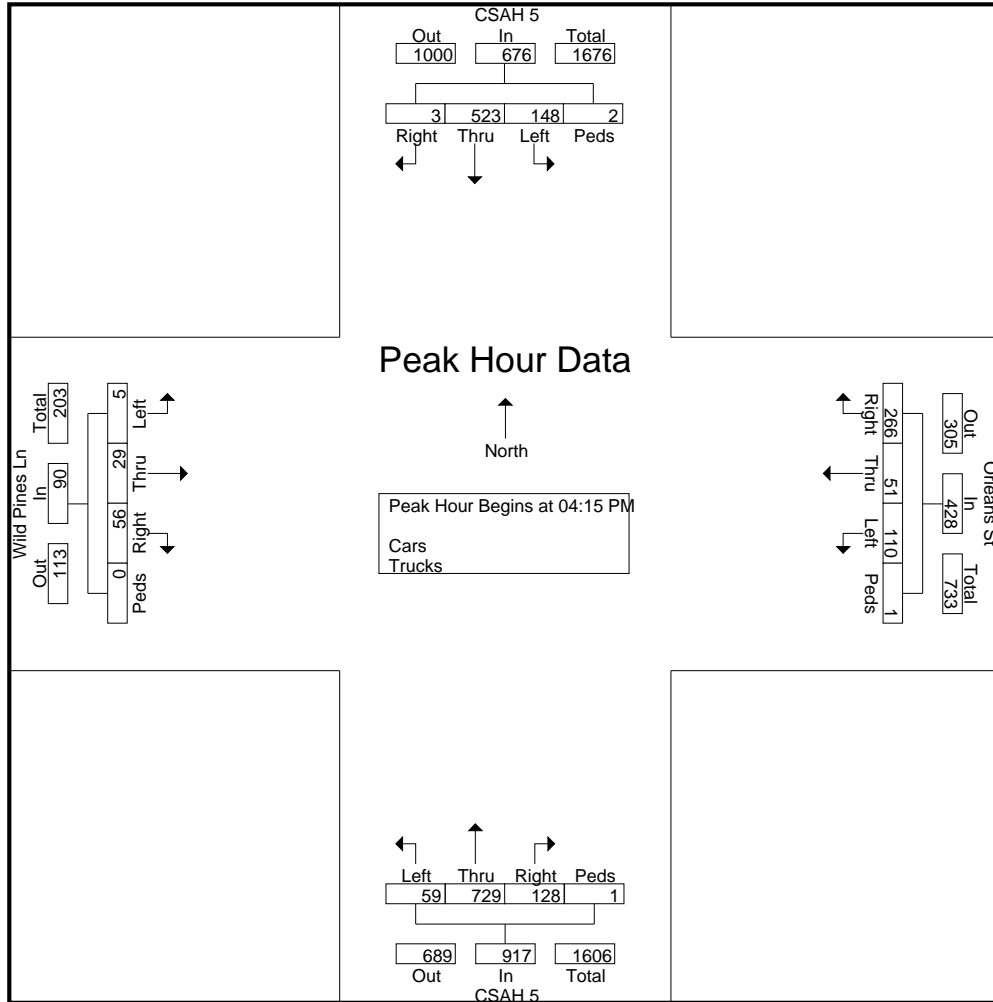 CSAH 5
Out In Total
1000 676 1676
3 523 148 2
Right Thru Left Peds
Peak Hour Data
North
Peak Hour Begins at 04:15 PM
Cars
Trucks
Wild Pines Ln
Out In Total
113 90 203
5 29 56 0
Left Thru Right Peds
Orleans St
Out In Total
305 428 733
266 51 110 1
Right Thru Left Peds
Left Thru Right Peds
59 729 128 1
689 917 1606
Out In Total
CSAH 5